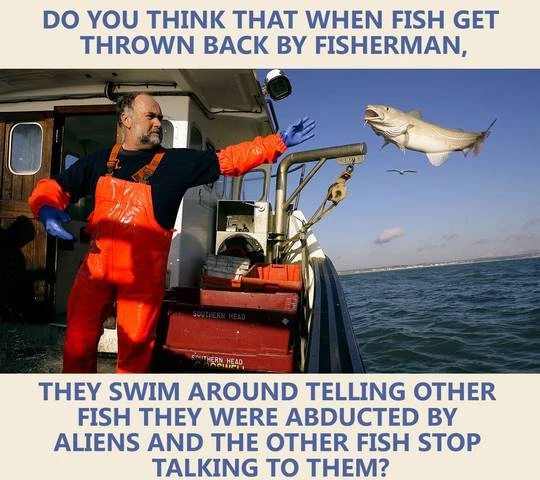 DO YOU THINK THAT WHEN FISH GET
THROWN BACK BY FISHERMAN,
SOUTHERN HEAD
SOUTHERN HEAD
THEY SWIM AROUND TELLING OTHER
FISH THEY WERE ABDUCTED BY
ALIENS AND THE OTHER FISH STOP
TALKING TO THEM?